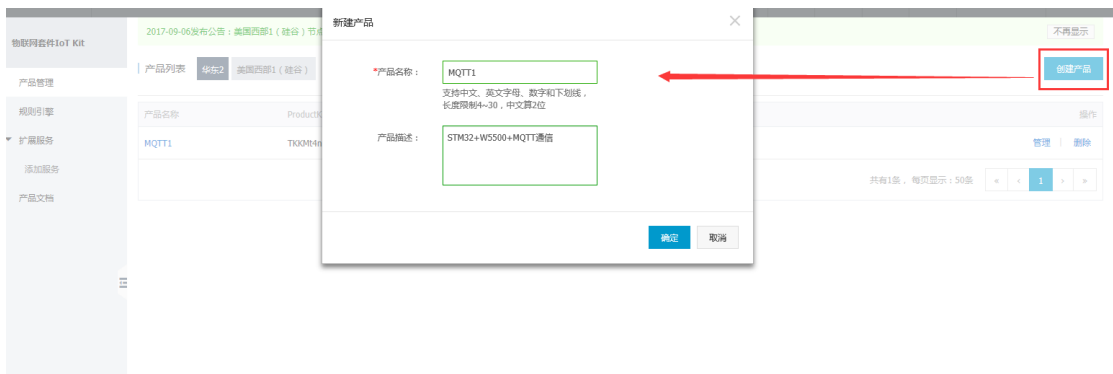 物联网套件IoT Kit
产品管理
规则引擎
扩展服务
添加服务
产品文档
2017-09-06发布公告：美国西部1（硅谷）节点
不再显示
产品列表 华东2 美国西部1（硅谷）
创建产品
产品名称 ProductK 操作
MQTT1 TKKMt4n 管理 删除
共有1条，每页显示：50条 « ‹ 1 › »
新建产品
*产品名称： MQTT1
支持中文、英文字母、数字和下划线，
长度限制4~30，中文算2位
产品描述： STM32+W5500+MQTT通信
确定 取消